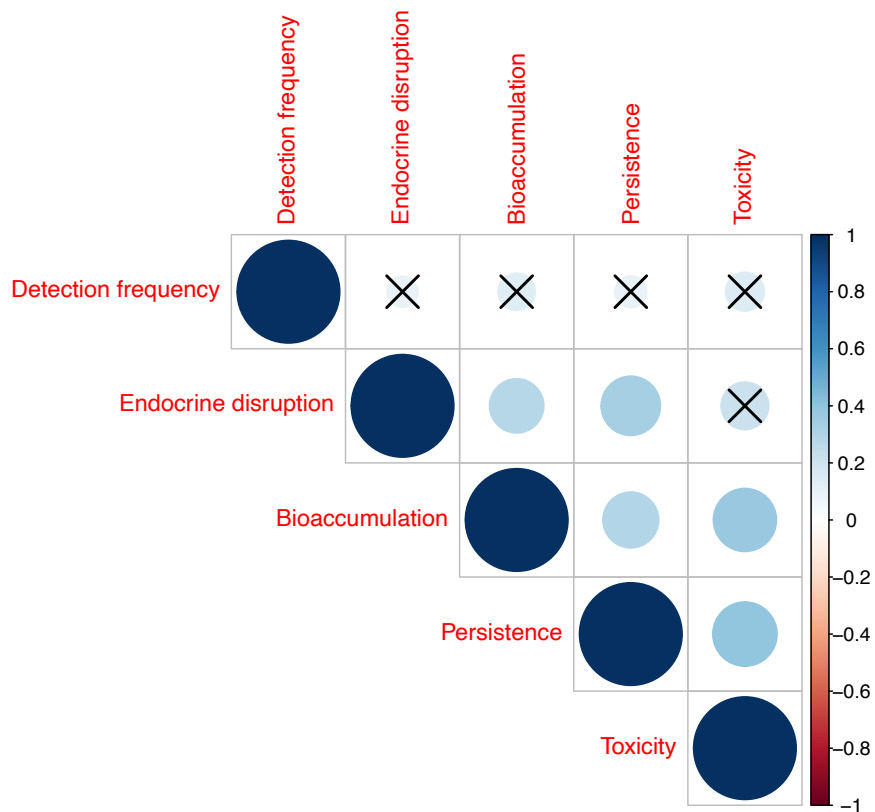 Detection frequency
Endocrine disruption
Bioaccumulation
Persistence
Toxicity
Detection frequency
Endocrine disruption
Bioaccumulation
Persistence
Toxicity
1
0.8
0.6
0.4
0.2
0
−0.2
−0.4
−0.6
−0.8
−1